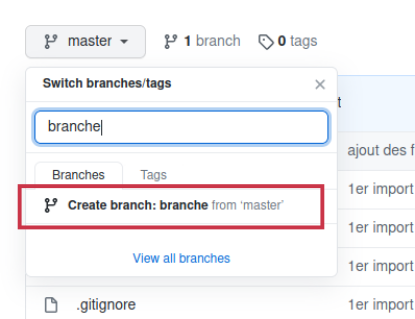 master 1 branch 0 tags
Switch branches/tags
t
branche
ajout des f
Branches Tags
1er import
Create branch: branche from 'master'
1er import
View all branches
1er import
.gitignore 1er import